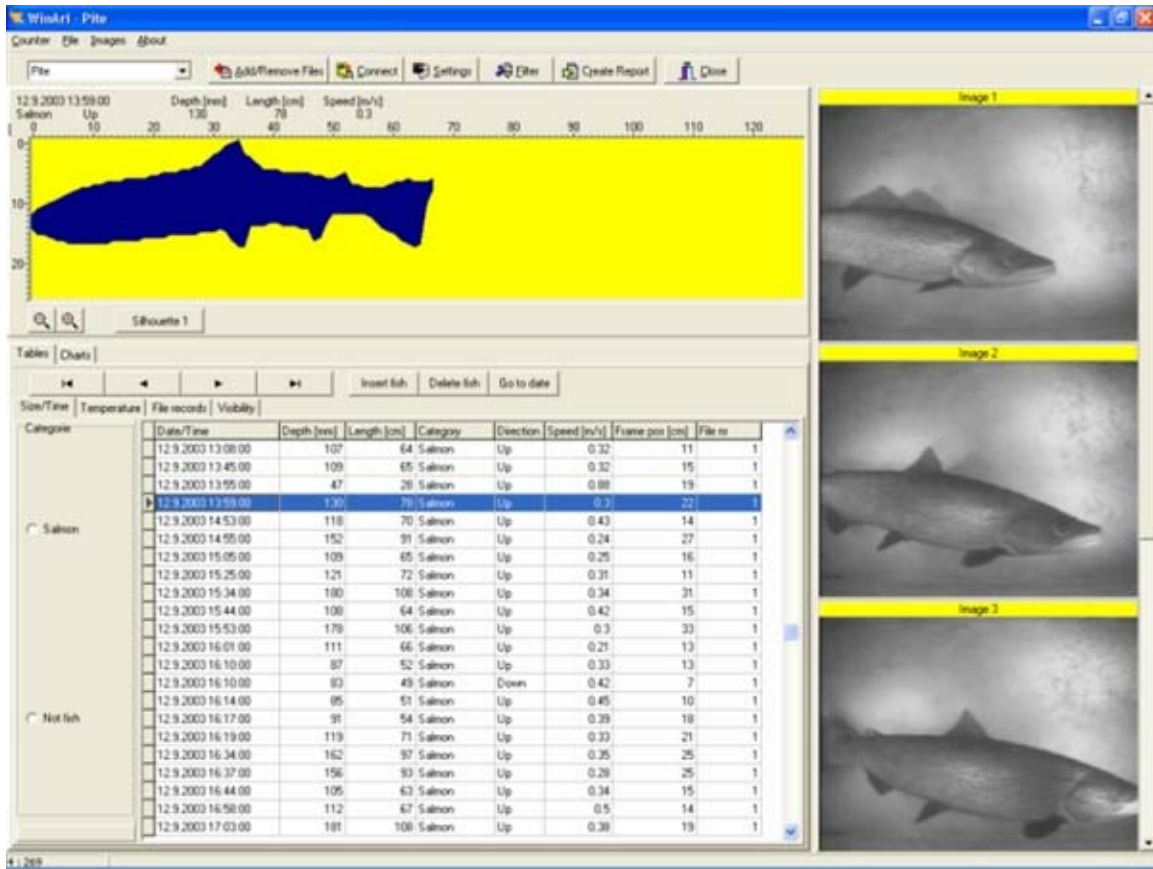 WinAri - Pite
Counter File Images About
Pite Add/Remove Files Connect Settings Filter Create Report Close
12.9.2003 13:59:00 Depth [mm] Length [cm] Speed [m/s]
Salmon Up 130 78 0.3
0 10 20 30 40 50 60 70 80 90 100 110 120
0
10
20
Silhouette 1
Image 1
Image 2
Image 3
Tables Charts
Insert fish Delete fish Go to date
Size/Time Temperature File records Visibility
Categorie
Salmon
Not fish
Date/Time Depth [mm] Length [cm] Category Direction Speed [m/s] Frame pos [cm] File nr
12.9.2003 13:08:00 107 64 Salmon Up 0.32 11 1
12.9.2003 13:45:00 109 65 Salmon Up 0.32 15 1
12.9.2003 13:55:00 47 28 Salmon Up 0.88 19 1
12.9.2003 13:59:00 130 78 Salmon Up 0.3 22 1
12.9.2003 14:53:00 118 70 Salmon Up 0.43 14 1
12.9.2003 14:55:00 152 91 Salmon Up 0.24 27 1
12.9.2003 15:05:00 109 65 Salmon Up 0.25 16 1
12.9.2003 15:25:00 121 72 Salmon Up 0.31 11 1
12.9.2003 15:34:00 180 108 Salmon Up 0.34 31 1
12.9.2003 15:44:00 108 64 Salmon Up 0.42 15 1
12.9.2003 15:53:00 178 106 Salmon Up 0.3 33 1
12.9.2003 16:01:00 111 66 Salmon Up 0.21 13 1
12.9.2003 16:10:00 87 52 Salmon Up 0.33 13 1
12.9.2003 16:10:00 83 49 Salmon Down 0.42 7 1
12.9.2003 16:14:00 85 51 Salmon Up 0.45 10 1
12.9.2003 16:17:00 91 54 Salmon Up 0.39 18 1
12.9.2003 16:19:00 119 71 Salmon Up 0.33 21 1
12.9.2003 16:34:00 162 97 Salmon Up 0.35 25 1
12.9.2003 16:37:00 156 93 Salmon Up 0.28 25 1
12.9.2003 16:44:00 105 63 Salmon Up 0.34 15 1
12.9.2003 16:58:00 112 67 Salmon Up 0.5 14 1
12.9.2003 17:03:00 181 108 Salmon Up 0.38 19 1
4 : 269